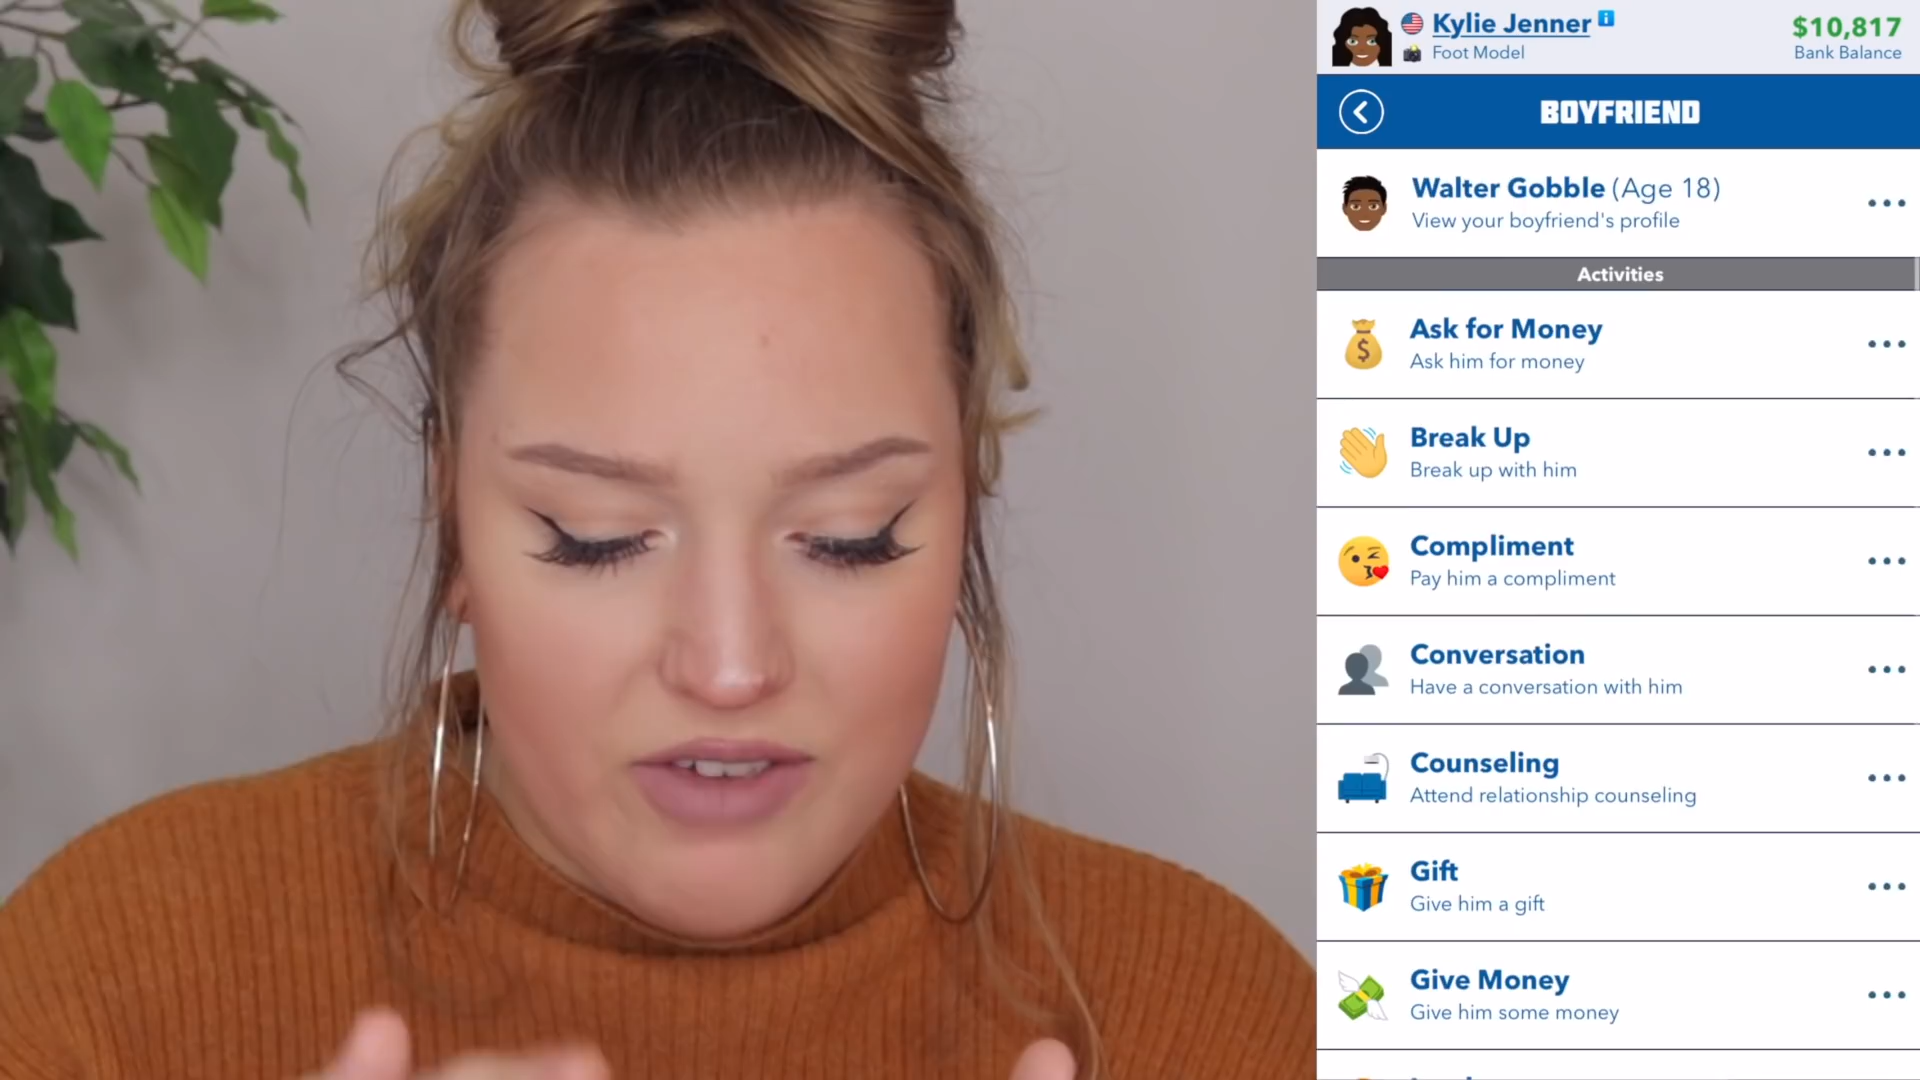 Kylie Jenner
Foot Model
$10,817
Bank Balance
BOYFRIEND
Walter Gobble (Age 18)
View your boyfriend's profile
Activities
Ask for Money
Ask him for money
Break Up
Break up with him
Compliment
Pay him a compliment
Conversation
Have a conversation with him
Counseling
Attend relationship counseling
Gift
Give him a gift
Give Money
Give him some money